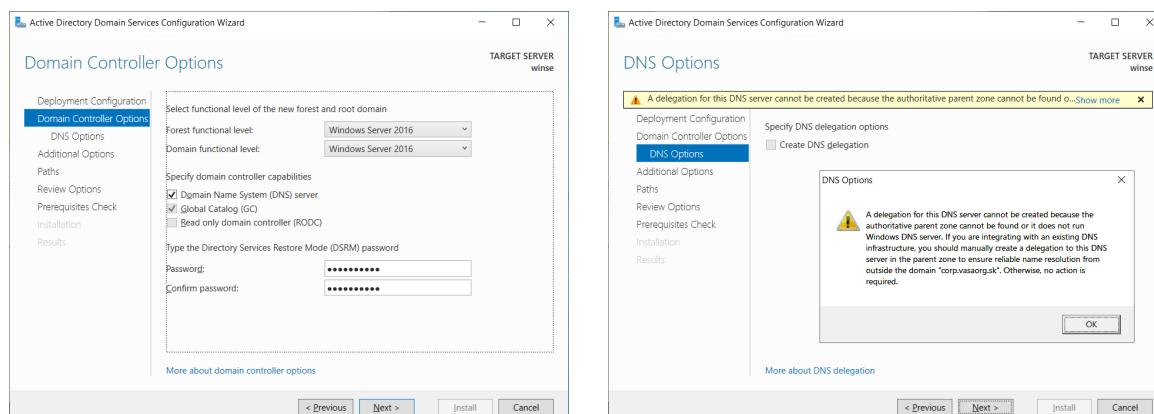 Active Directory Domain Services Configuration Wizard
Domain Controller Options
TARGET SERVER
winse
Deployment Configuration
Domain Controller Options
DNS Options
Additional Options
Paths
Review Options
Prerequisites Check
Installation
Results
Select functional level of the new forest and root domain
Forest functional level:
Windows Server 2016
Domain functional level:
Windows Server 2016
Specify domain controller capabilities
Domain Name System (DNS) server
Global Catalog (GC)
Read only domain controller (RODC)
Type the Directory Services Restore Mode (DSRM) password
Password:
●●●●●●●●●●
Confirm password:
●●●●●●●●●●
More about domain controller options
< Previous
Next >
Install
Cancel
Active Directory Domain Services Configuration Wizard
DNS Options
TARGET SERVER
winse
A delegation for this DNS server cannot be created because the authoritative parent zone cannot be found o...Show more
Deployment Configuration
Domain Controller Options
DNS Options
Additional Options
Paths
Review Options
Prerequisites Check
Installation
Results
Specify DNS delegation options
Create DNS delegation
DNS Options
A delegation for this DNS server cannot be created because the
authoritative parent zone cannot be found or it does not run
Windows DNS server. If you are integrating with an existing DNS
infrastructure, you should manually create a delegation to this DNS
server in the parent zone to ensure reliable name resolution from
outside the domain "corp.vasaorg.sk". Otherwise, no action is
required.
OK
More about DNS delegation
< Previous
Next >
Install
Cancel